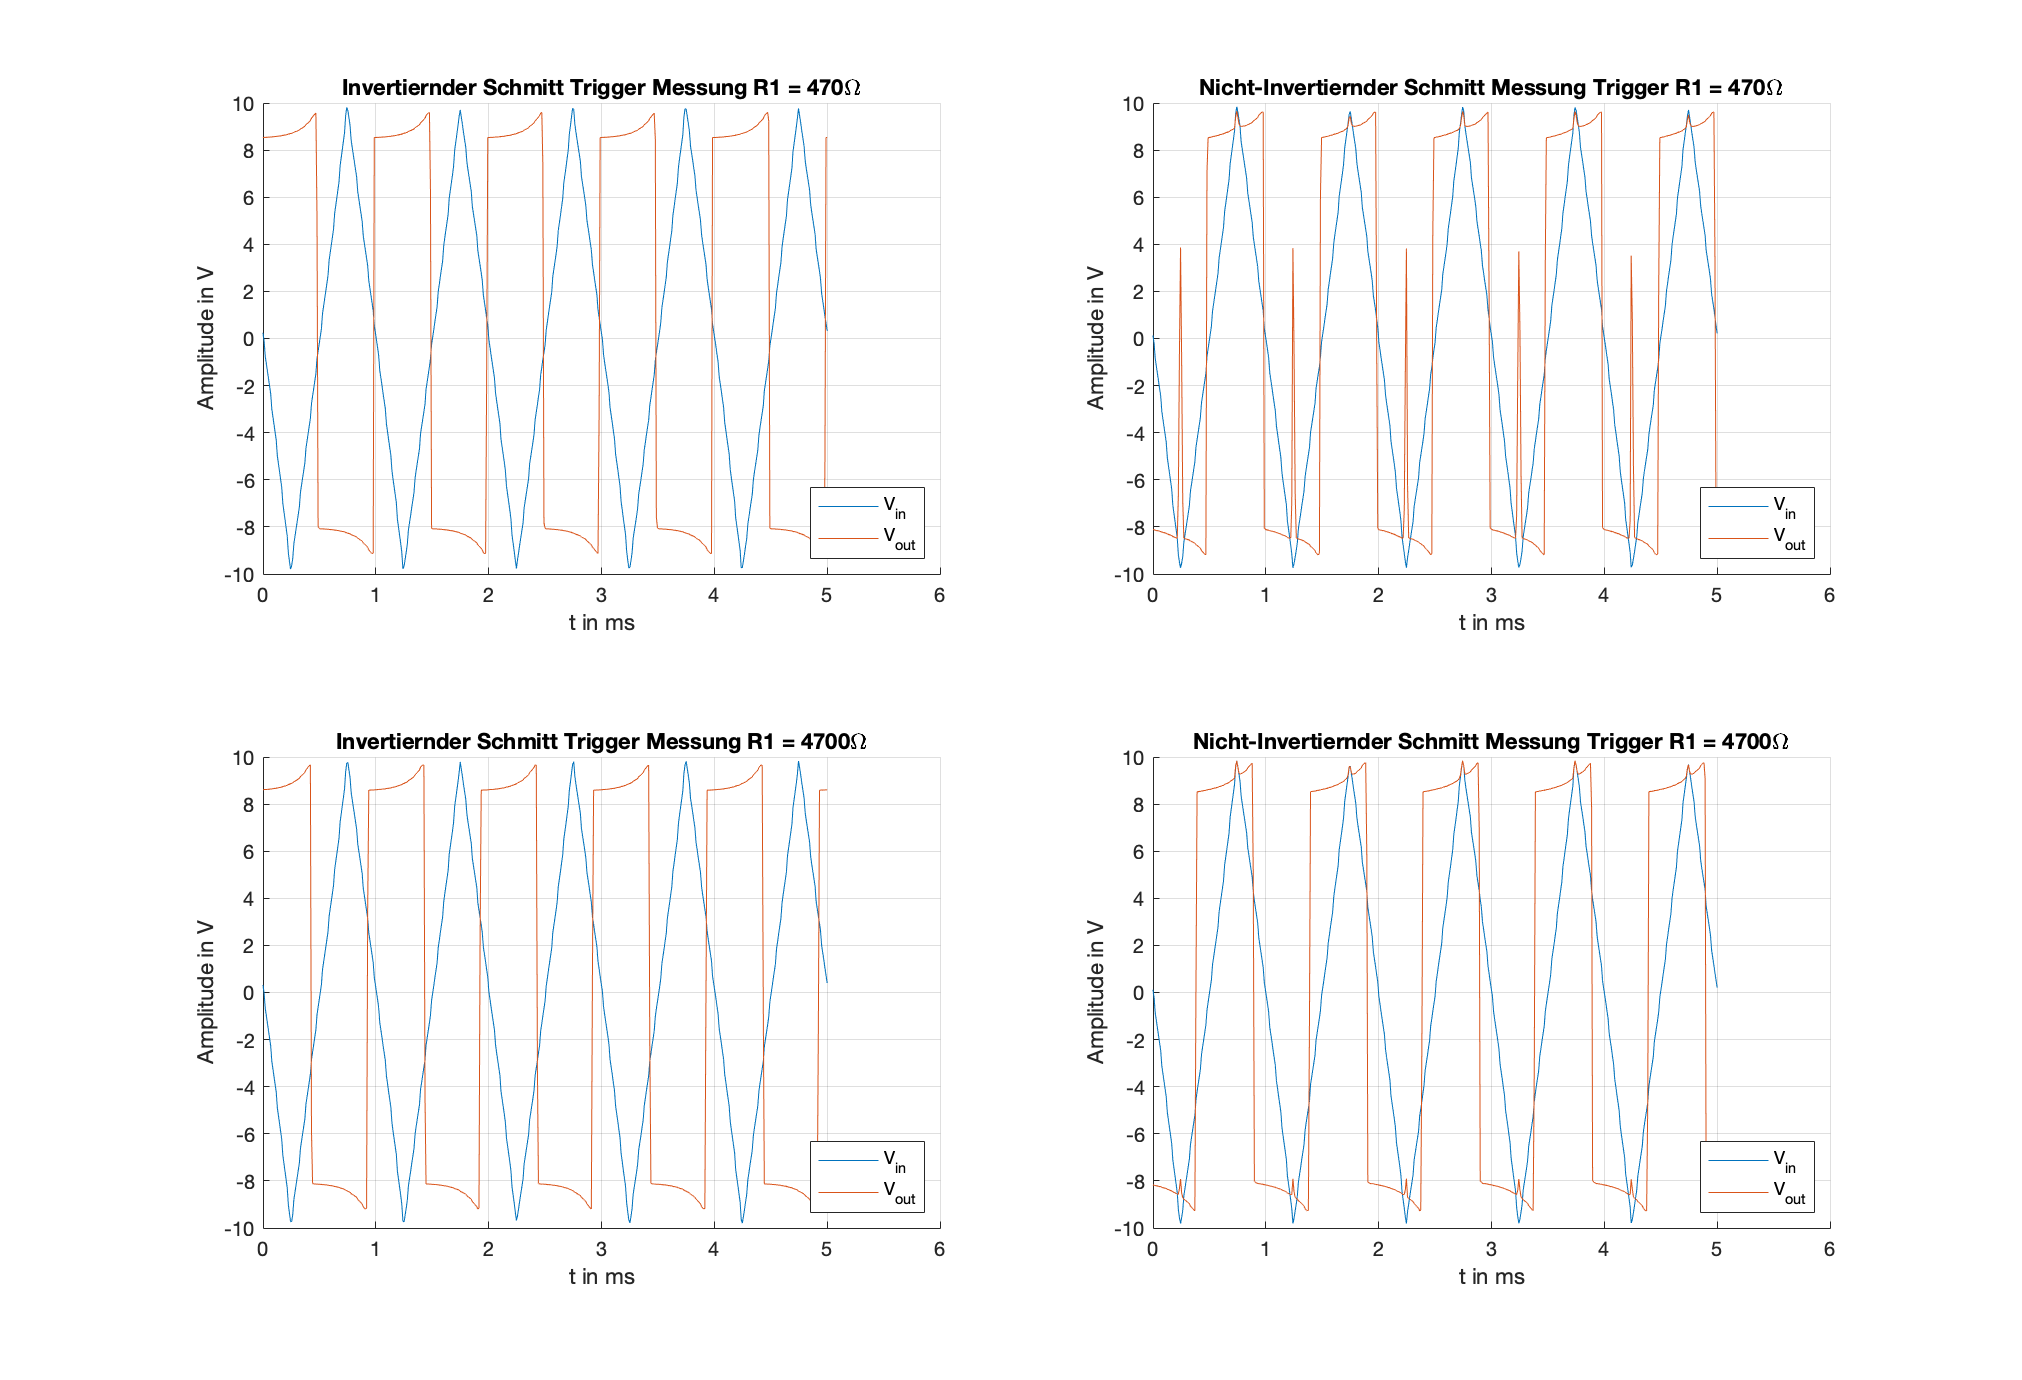 Invertiernder Schmitt Trigger Messung R1 = 470Ω
10
8
6
4
2
0
-2
-4
-6
-8
-10
Amplitude in V
0 1 2 3 4 5 6
t in ms
V_in
V_out
Nicht-Invertiernder Schmitt Messung Trigger R1 = 470Ω
10
8
6
4
2
0
-2
-4
-6
-8
-10
Amplitude in V
0 1 2 3 4 5 6
t in ms
V_in
V_out
Invertiernder Schmitt Trigger Messung R1 = 4700Ω
10
8
6
4
2
0
-2
-4
-6
-8
-10
Amplitude in V
0 1 2 3 4 5 6
t in ms
V_in
V_out
Nicht-Invertiernder Schmitt Messung Trigger R1 = 4700Ω
10
8
6
4
2
0
-2
-4
-6
-8
-10
Amplitude in V
0 1 2 3 4 5 6
t in ms
V_in
V_out